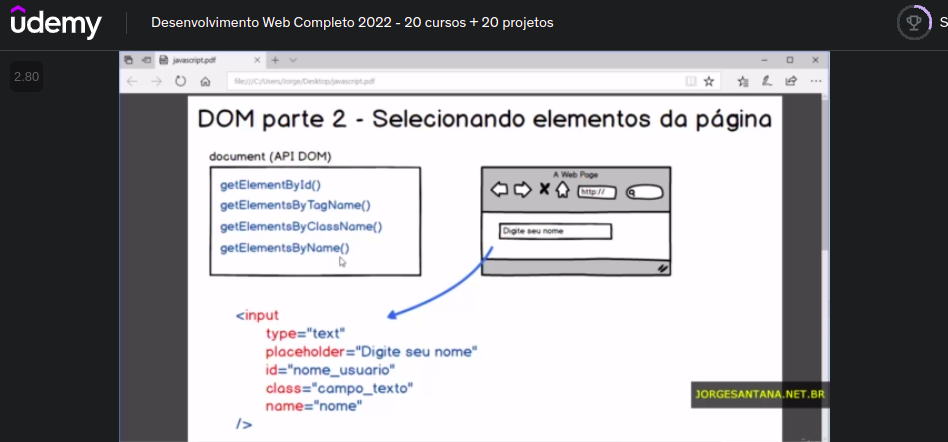 ûdemy
Desenvolvimento Web Completo 2022 - 20 cursos + 20 projetos
S
2.80
javascript.pdf
file:///C:/Users/Jorge/Desktop/javascript.pdf
DOM parte 2 - Selecionando elementos da página
document (API DOM)
getElementById()
getElementsByTagName()
getElementsByClassName()
getElementsByName()
A Web Page
http://
Digite seu nome
<input
type="text"
placeholder="Digite seu nome"
id="nome_usuario"
class="campo_texto"
name="nome"
/>
JORGESANTANA.NET.BR